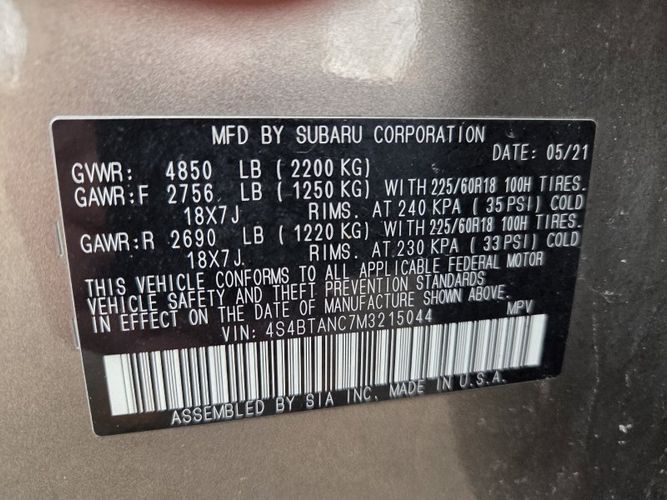 MFD BY SUBARU CORPORATION
DATE: 05/21
GVWR: 4850 LB (2200 KG)
GAWR:F 2756 LB (1250 KG) WITH 225/60R18 100H TIRES.
18X7J RIMS. AT 240 KPA (35 PSI) COLD
GAWR:R 2690 LB (1220 KG) WITH 225/60R18 100H TIRES.
18X7J RIMS. AT 230 KPA (33 PSI) COLD
THIS VEHICLE CONFORMS TO ALL APPLICABLE FEDERAL MOTOR
VEHICLE SAFETY AND THEFT PREVENTION STANDARDS
IN EFFECT ON THE DATE OF MANUFACTURE SHOWN ABOVE.
VIN: 4S4BTANC7M3215044 MPV
ASSEMBLED BY SIA INC. MADE IN U.S.A.